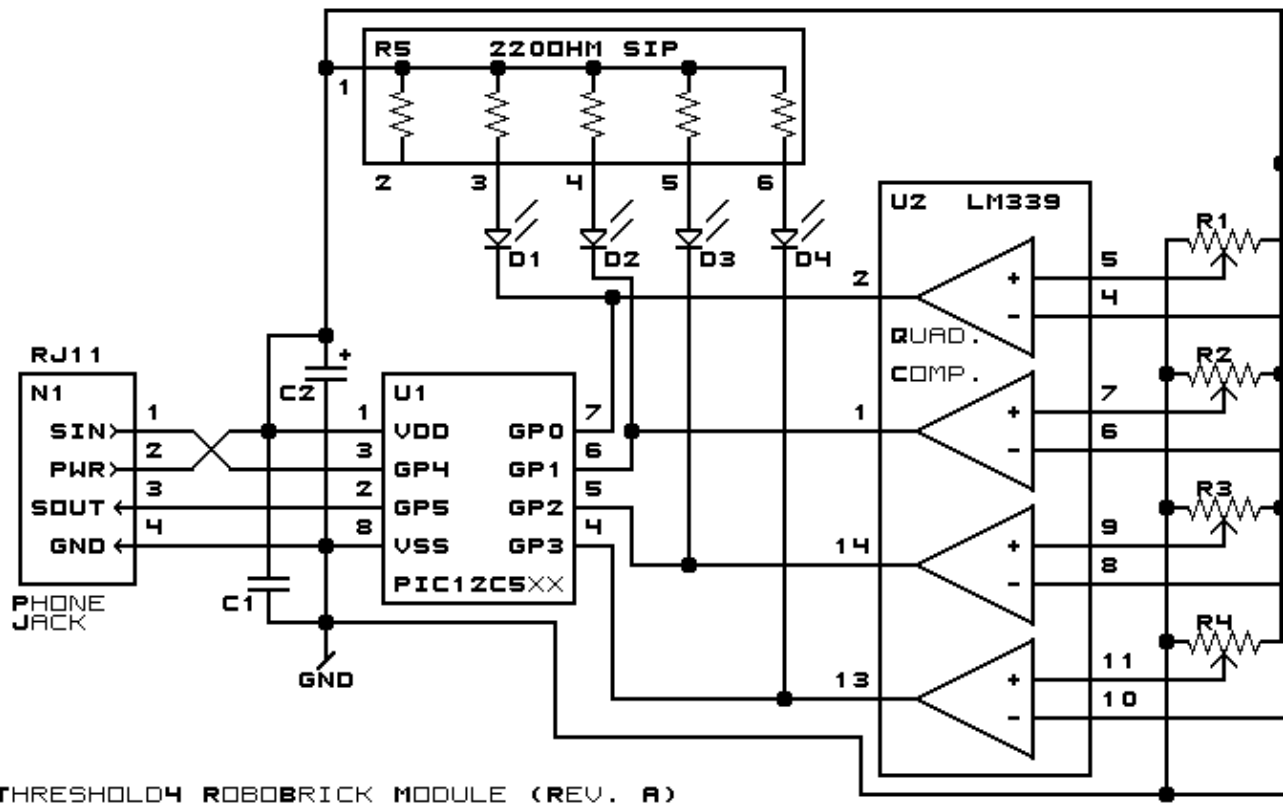 R5 220OHM SIP
1
2 3 4 5 6
D1 D2 D3 D4
U2 LM339
QUAD.
COMP.
+
-
+
-
+
-
+
-
2
1
14
13
5
4
7
6
9
8
11
10
R1
R2
R3
R4
RJ11
N1
SIN
PWR
SOUT
GND
1
2
3
4
PHONE
JACK
C2
+
C1
GND
U1
1
3
2
8
VDD GP0
GP4 GP1
GP5 GP2
VSS GP3
PIC12C5XX
7
6
5
4
THRESHOLD4 ROBOBRICK MODULE (REV. A)